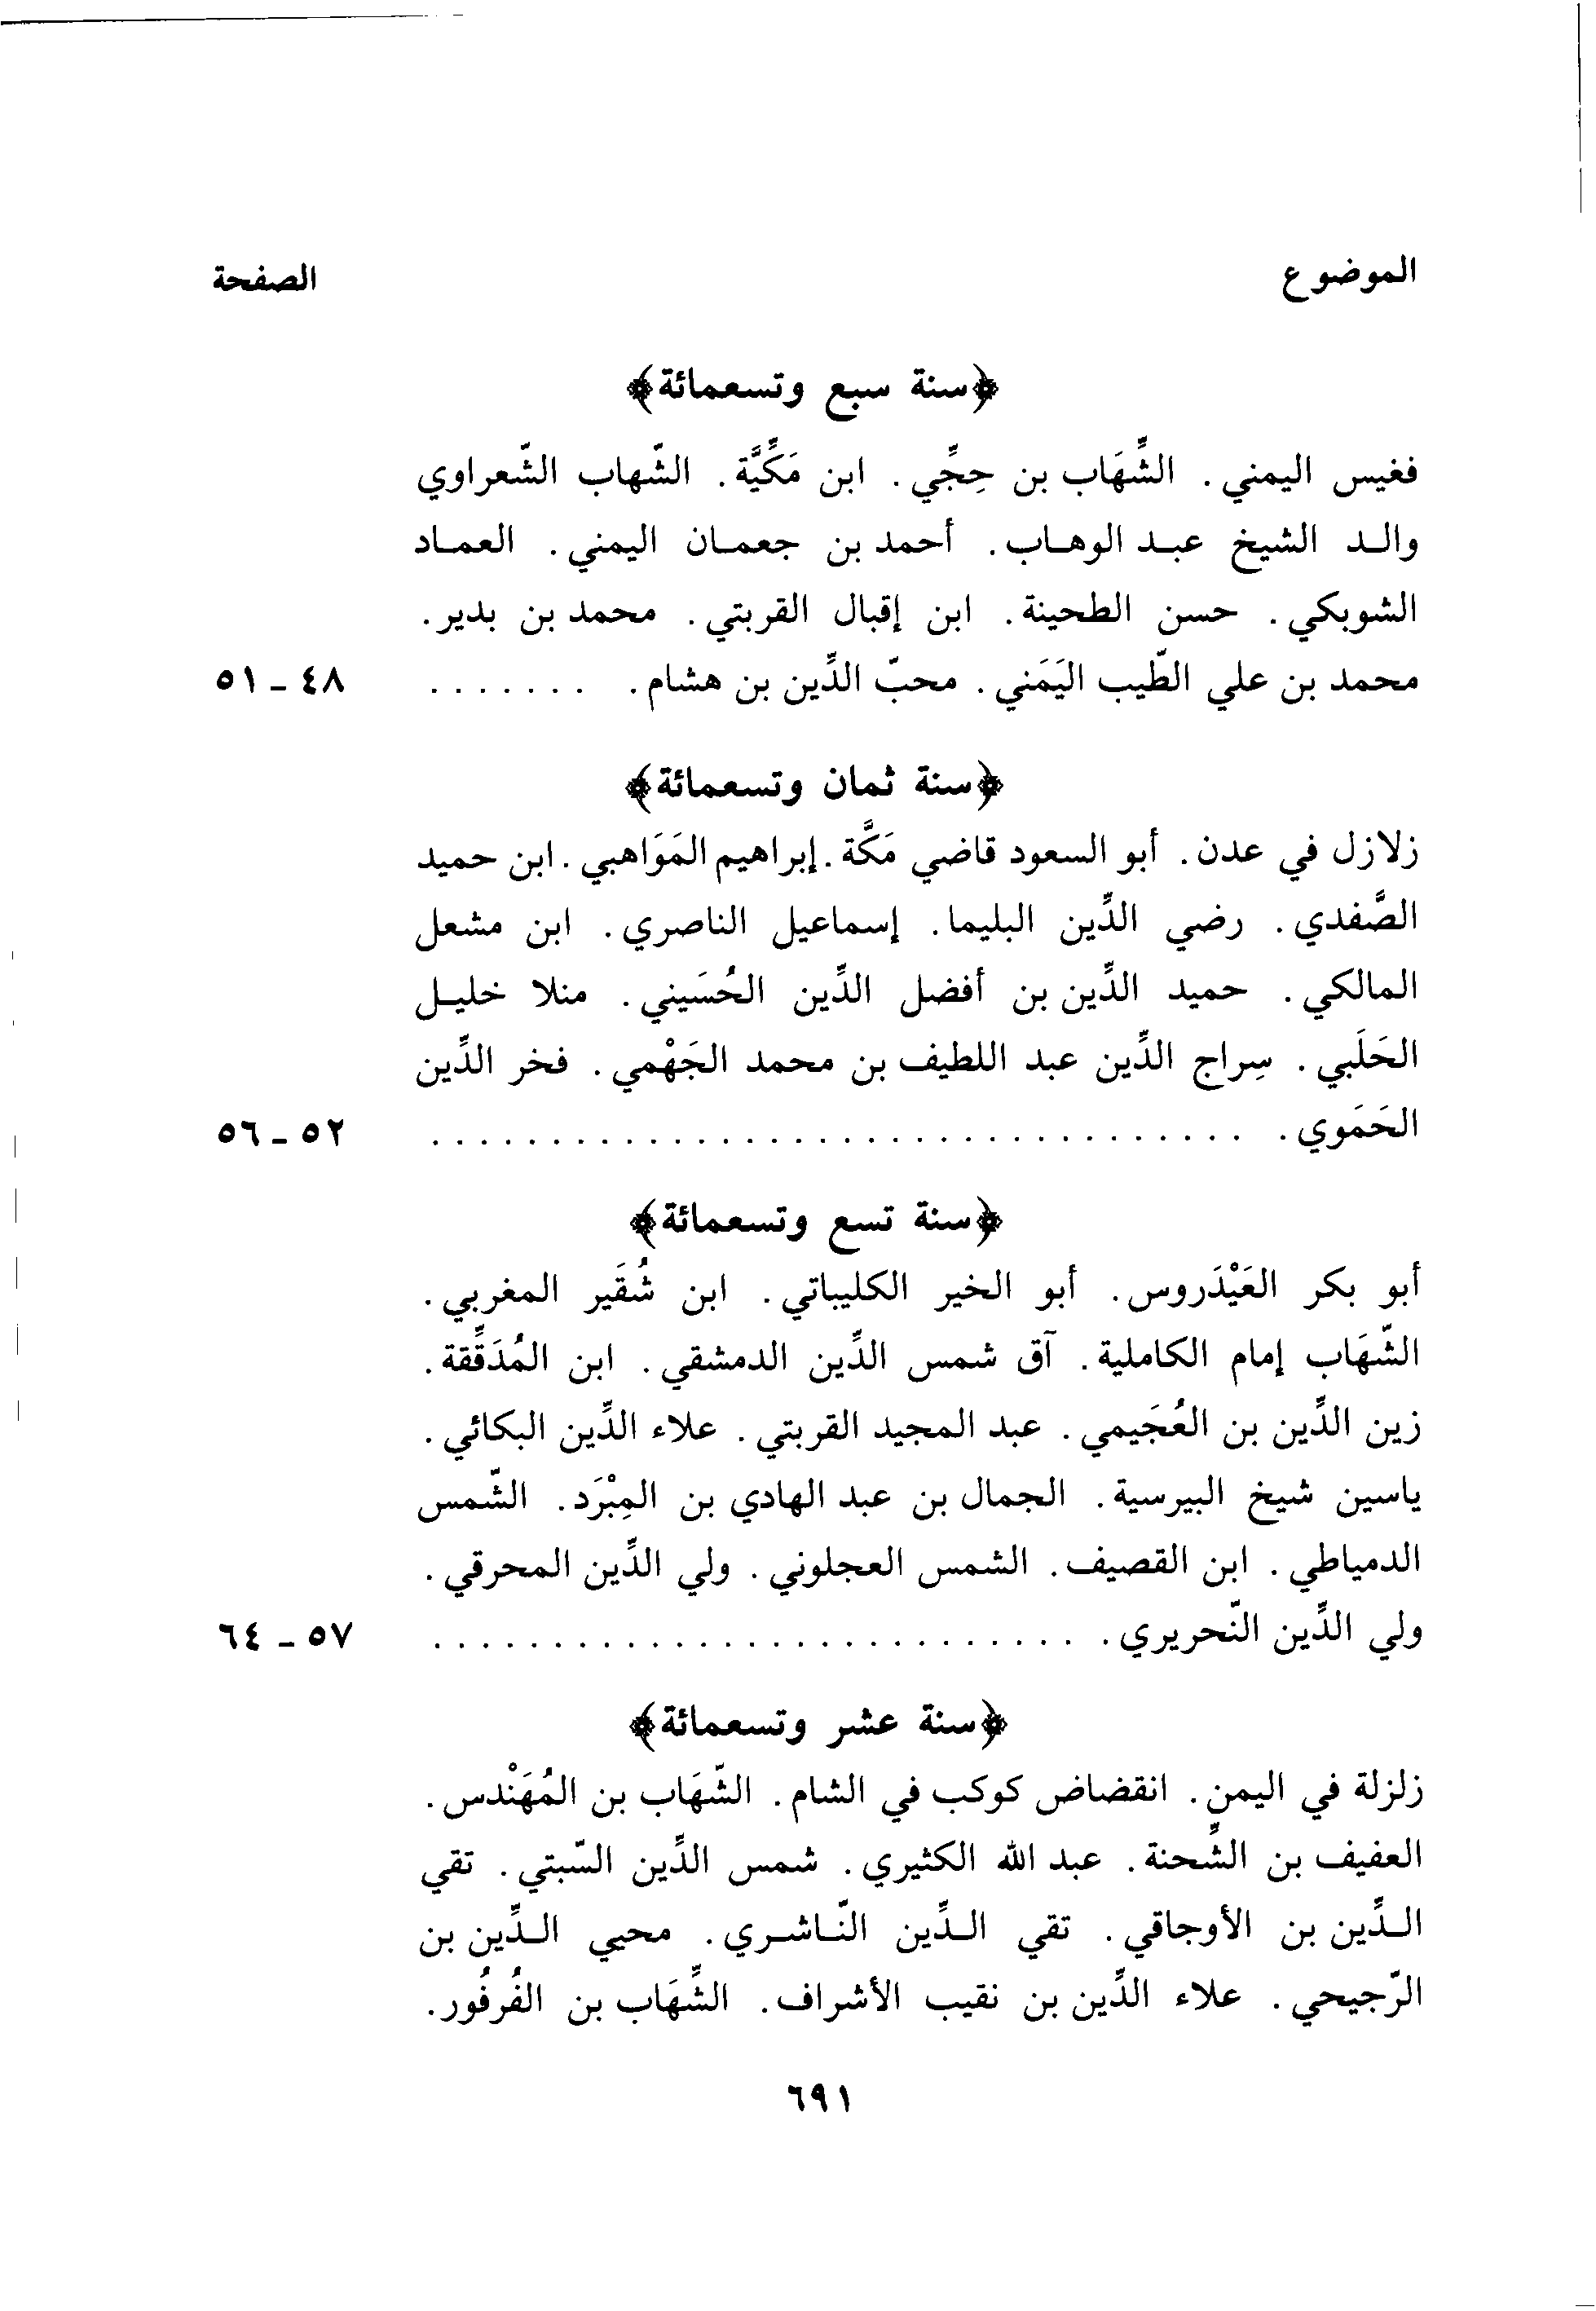 الموضوع الصفحة
﴿سنة سبع وتسعمائة﴾
فغيس اليمني. الشِّهَاب بن حِجِّي. ابن مَكِّيَّة. الشّهاب الشّعراوي
والـد الشيخ عبـد الوهـاب. أحمد بن جعمـان اليمني. العمـاد
الشوبكي. حسن الطحينة. ابن إقبال القربتي. محمد بن بدير.
محمد بن علي الطّيب اليَمَني. محبّ الدِّين بن هشام. . . . . . . . ٤٨ - ٥١
﴿سنة ثمان وتسعمائة﴾
زلازل في عدن. أبو السعود قاضي مَكَّة. إبراهيم المَوَاهبي. ابن حميد
الصَّفدي. رضي الدِّين البليما. إسماعيل الناصري. ابن مشعل
المالكي. حميد الدِّين بن أفضل الدِّين الحُسَيني. منلا خليـل
الحَلَبي. سِراج الدِّين عبد اللطيف بن محمد الجَهْمي. فخر الدِّين
الحَمَوي. . . . . . . . . . . . . . . . . . . . . . . . . . . . . . . . . . . ٥٢ - ٥٦
﴿سنة تسع وتسعمائة﴾
أبو بكر العَيْدَروس. أبو الخير الكليباتي. ابن شُقَير المغربي.
الشّهَاب إمام الكاملية. آق شمس الدِّين الدمشقي. ابن المُدَقِّقة.
زين الدِّين بن العُجَيمي. عبد المجيد القربتي. علاء الدِّين البكائي.
ياسين شيخ البيرسية. الجمال بن عبد الهادي بن المِبْرَد. الشّمس
الدمياطي. ابن القصيف. الشمس العجلوني. ولي الدِّين المحرقي.
ولي الدِّين النّحريري. . . . . . . . . . . . . . . . . . . . . . . . . . . . ٥٧ - ٦٤
﴿سنة عشر وتسعمائة﴾
زلزلة في اليمن. انقضاض كوكب في الشام. الشّهَاب بن المُهَنْدس.
العفيف بن الشِّحنة. عبد الله الكثيري. شمس الدِّين السّبتي. تقي
الـدِّين بن الأوجاقي. تقي الـدِّين النّـاشـري. محيي الـدِّين بن
الرّجيحي. علاء الدِّين بن نقيب الأشراف. الشِّهَاب بن الفُرفُور.
٦٩١